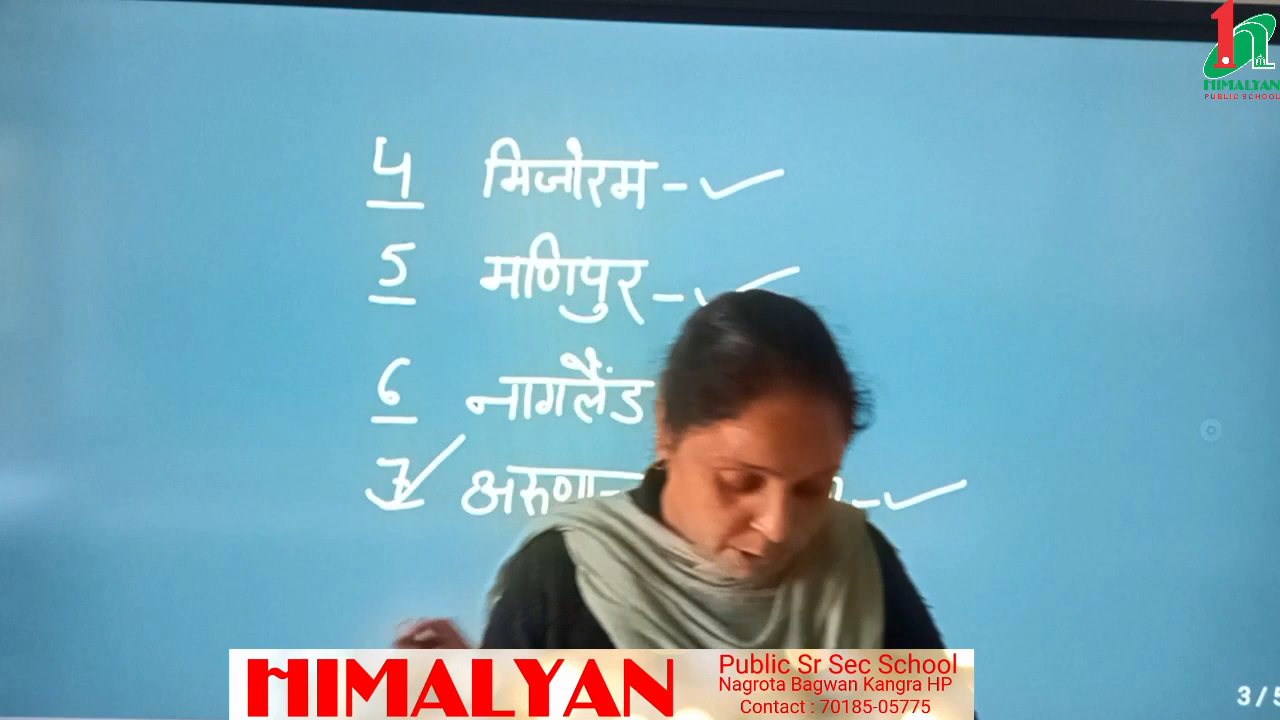 HIMALYAN
PUBLIC SCHOOL
4 मिजोरम - ✓
5 मणिपुर - ✓
6 नागलैंड
7 ✓
- ✓
HIMALYAN
Public Sr Sec School
Nagrota Bagwan Kangra HP
Contact : 70185-05775
3 / 5